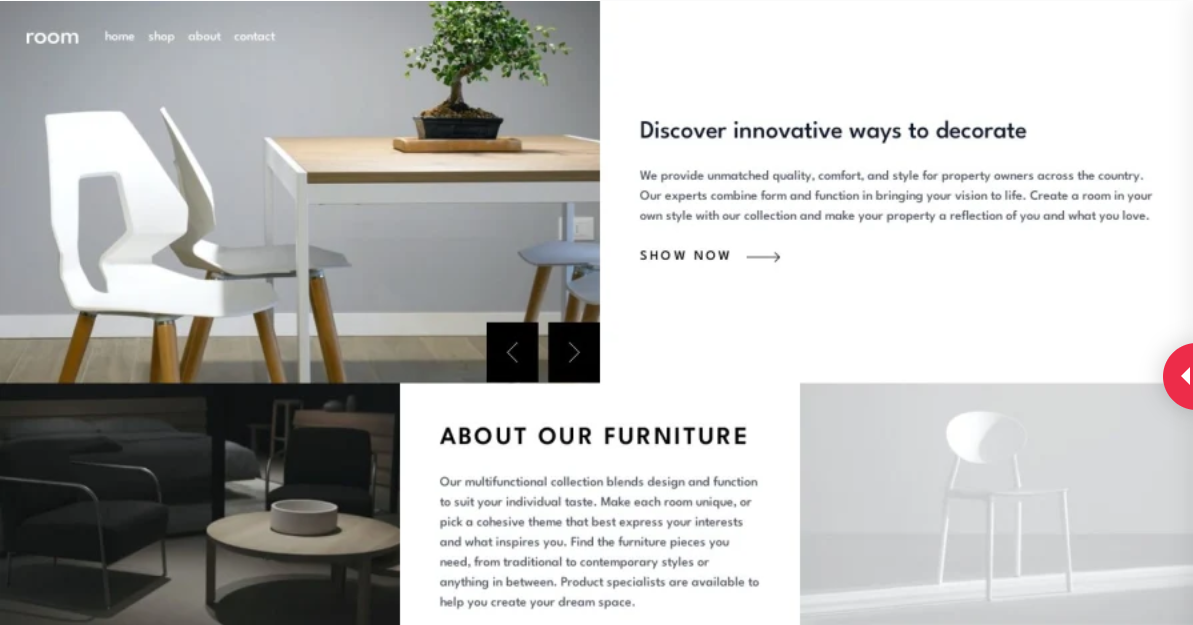 room
home shop about contact
Discover innovative ways to decorate
We provide unmatched quality, comfort, and style for property owners across the country.
Our experts combine form and function in bringing your vision to life. Create a room in your
own style with our collection and make your property a reflection of you and what you love.
SHOW NOW
ABOUT OUR FURNITURE
Our multifunctional collection blends design and function
to suit your individual taste. Make each room unique, or
pick a cohesive theme that best express your interests
and what inspires you. Find the furniture pieces you
need, from traditional to contemporary styles or
anything in between. Product specialists are available to
help you create your dream space.